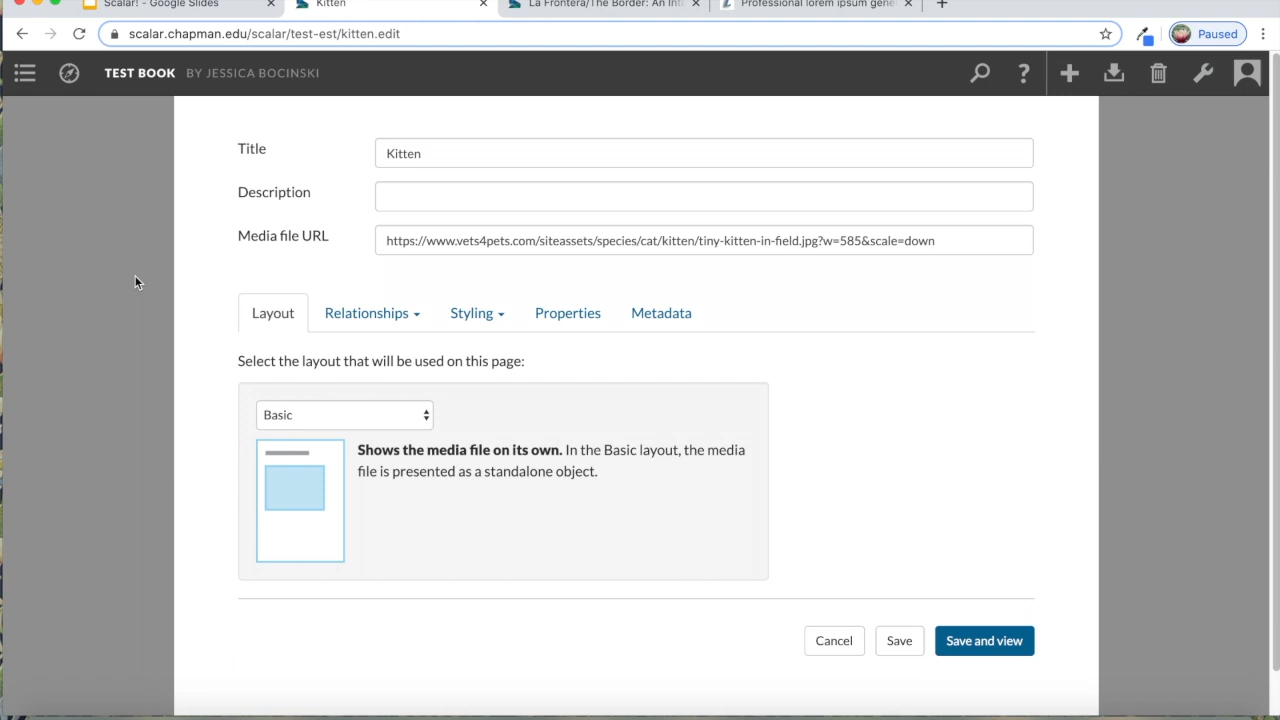 Scalar! - Google Slides
Kitten
La Frontera/The Border: An Int
Professional lorem ipsum gene
scalar.chapman.edu/scalar/test-est/kitten.edit
Paused
TEST BOOK BY JESSICA BOCINSKI
Title
Kitten
Description
Media file URL
https://www.vets4pets.com/siteassets/species/cat/kitten/tiny-kitten-in-field.jpg?w=585&scale=down
Layout
Relationships
Styling
Properties
Metadata
Select the layout that will be used on this page:
Basic
Shows the media file on its own. In the Basic layout, the media
file is presented as a standalone object.
Cancel
Save
Save and view